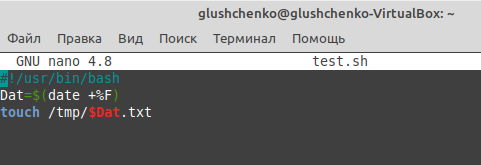 glushchenko@glushchenko-VirtualBox: ~
Файл Правка Вид Поиск Терминал Помощь
GNU nano 4.8 test.sh
#!/usr/bin/bash
Dat=$(date +%F)
touch /tmp/$Dat.txt